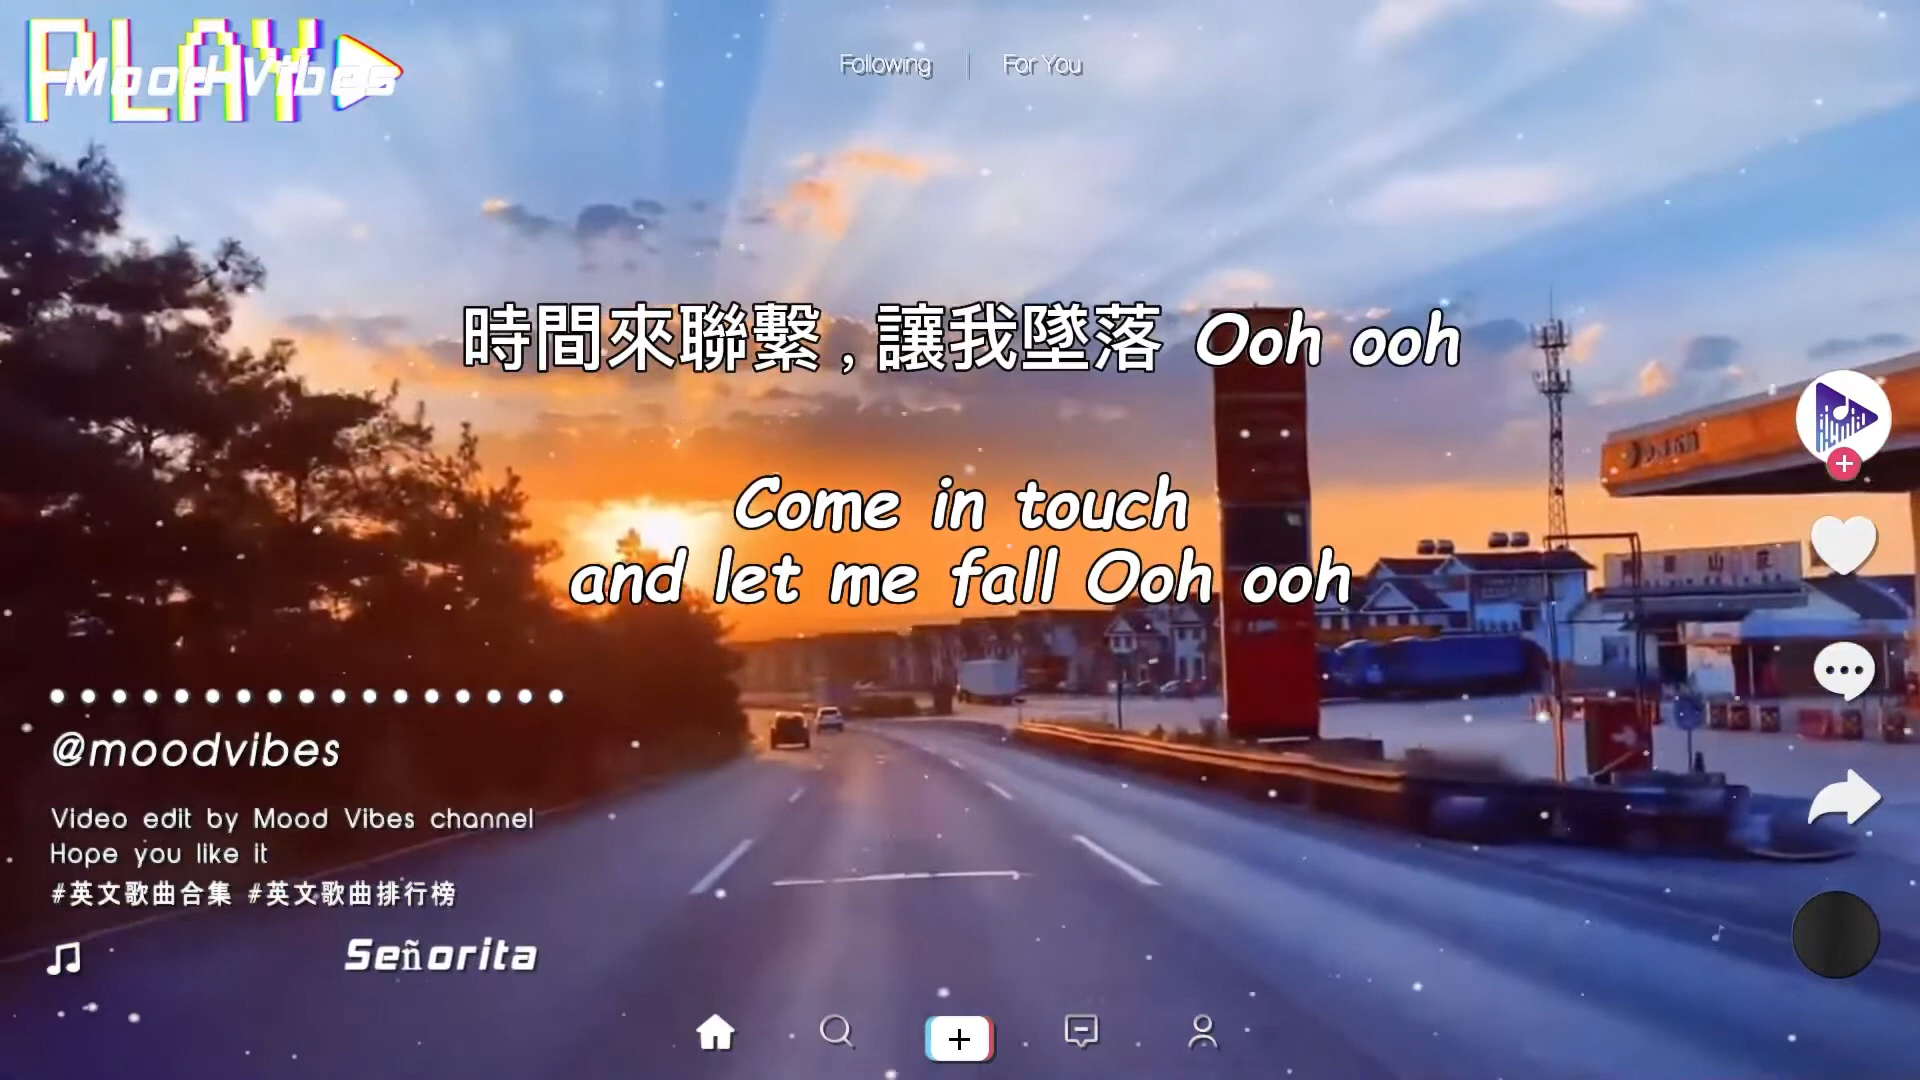 PLAY
Mood Vibes
Following
For You
時間來聯繫 , 讓我墜落 Ooh ooh
Come in touch
and let me fall Ooh ooh
@moodvibes
Video edit by Mood Vibes channel
Hope you like it
#英文歌曲合集 #英文歌曲排行榜
Señorita